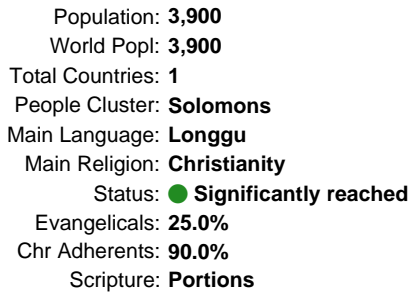 Population: 3,900
World Popl: 3,900
Total Countries: 1
People Cluster: Solomons
Main Language: Longgu
Main Religion: Christianity
Status: Significantly reached
Evangelicals: 25.0%
Chr Adherents: 90.0%
Scripture: Portions